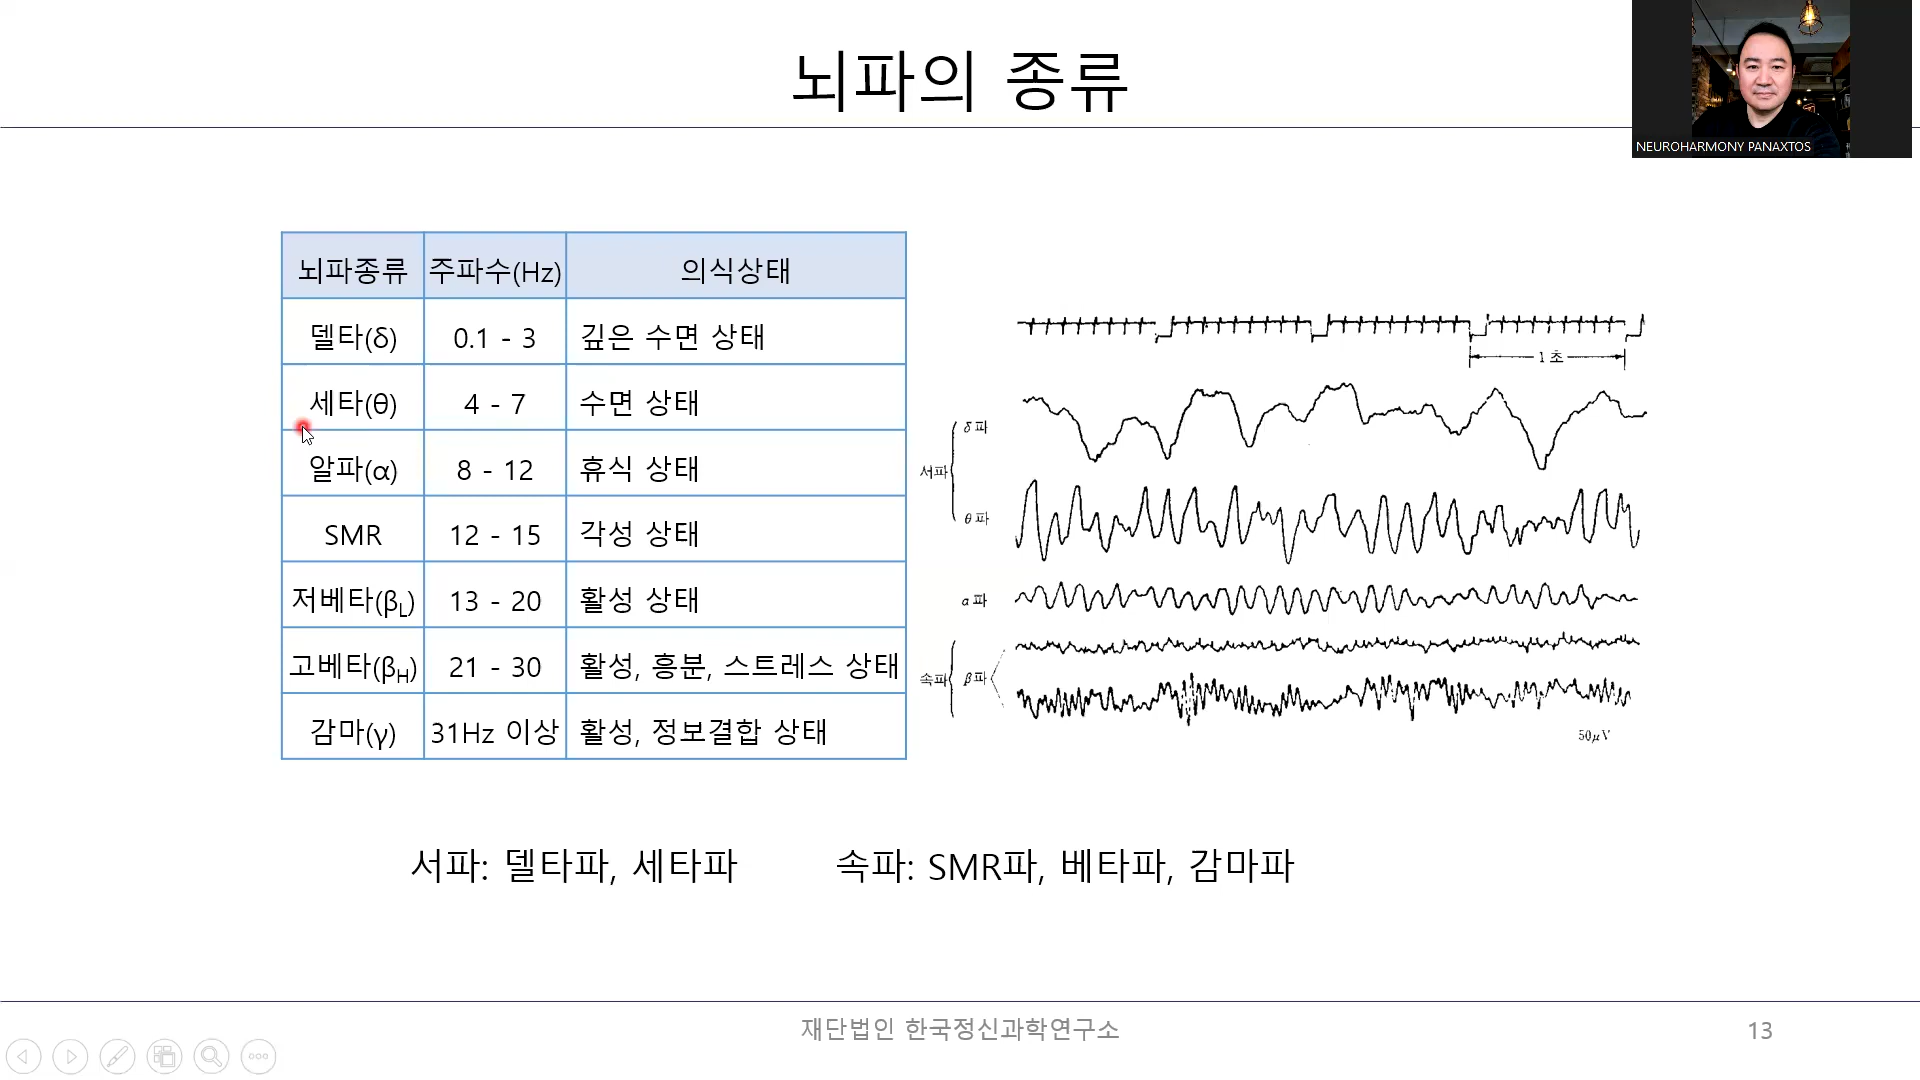 뇌파의 종류
NEUROHARMONY PANAXTOS
뇌파종류 주파수(Hz) 의식상태
델타(δ) 0.1 - 3 깊은 수면 상태
세타(θ) 4 - 7 수면 상태
알파(α) 8 - 12 휴식 상태
SMR 12 - 15 각성 상태
저베타(βL) 13 - 20 활성 상태
고베타(βH) 21 - 30 활성, 흥분, 스트레스 상태
감마(γ) 31Hz 이상 활성, 정보결합 상태
1 초
서파
δ 파
θ 파
α 파
속파
β 파
50μV
서파: 델타파, 세타파 속파: SMR파, 베타파, 감마파
재단법인 한국정신과학연구소
13